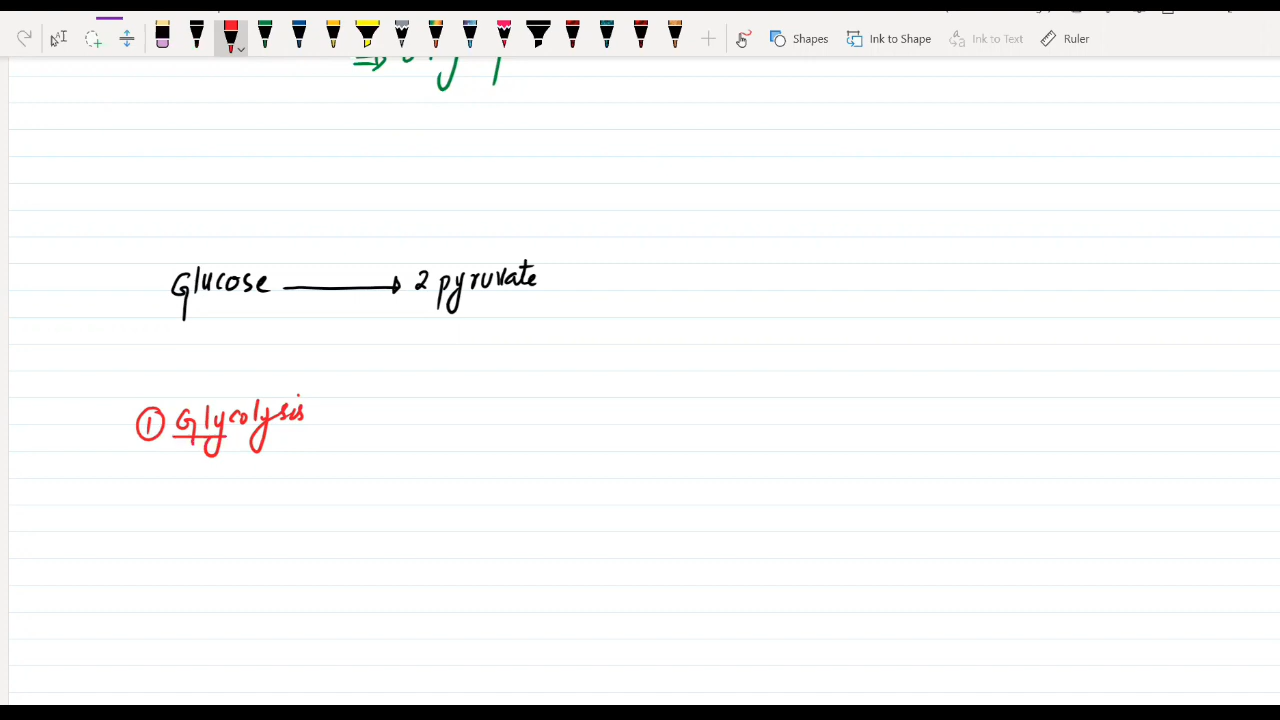 Shapes Ink to Shape Ink to Text Ruler
Glucose → 2 pyruvate
① Glycolysis